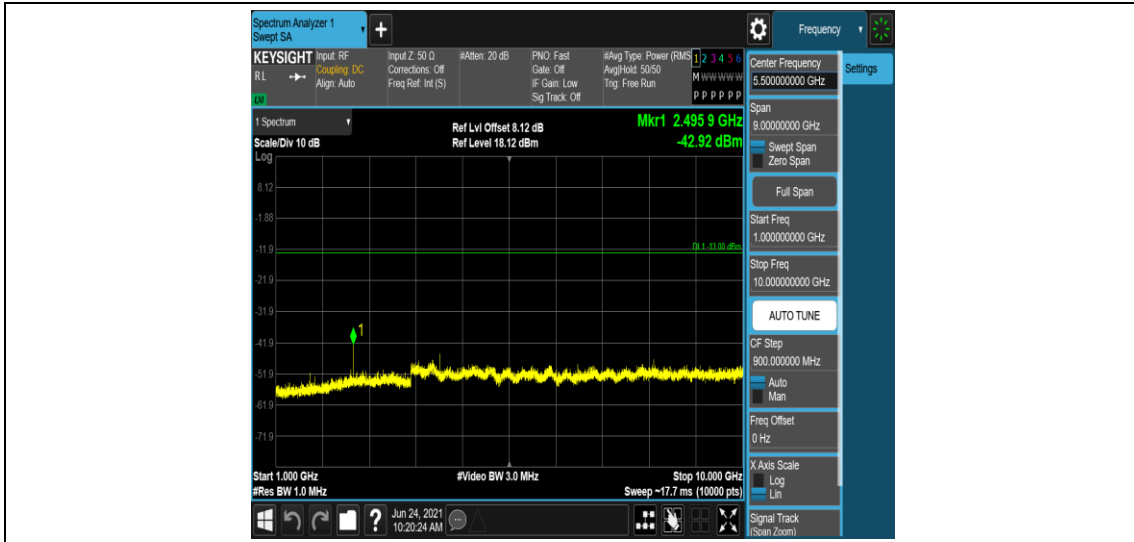 Spectrum Analyzer 1
Swept SA
Frequency
KEYSIGHT
RL
Input: RF
Coupling: DC
Align: Auto
Input Z: 50 Ω
Corrections: Off
Freq Ref: Int (S)
#Atten: 20 dB
PNO: Fast
Gate: Off
IF Gain: Low
Sig Track: Off
#Avg Type: Power (RMS
Avg|Hold: 50/50
Trig: Free Run
1 2 3 4 5 6
M W W W W W
P P P P P P
1 Spectrum
Scale/Div 10 dB
Log
Ref Lvl Offset 8.12 dB
Ref Level 18.12 dBm
Mkr1 2.495 9 GHz
-42.92 dBm
8.12
-1.88
-11.9
DL1 -13.00 dBm
-21.9
-31.9
1
-41.9
-51.9
-61.9
-71.9
Start 1.000 GHz
#Res BW 1.0 MHz
#Video BW 3.0 MHz
Stop 10.000 GHz
Sweep ~17.7 ms (10000 pts)
Center Frequency
5.500000000 GHz
Settings
Span
9.00000000 GHz
Swept Span
Zero Span
Full Span
Start Freq
1.000000000 GHz
Stop Freq
10.000000000 GHz
AUTO TUNE
CF Step
900.000000 MHz
Auto
Man
Freq Offset
0 Hz
X Axis Scale
Log
Lin
Signal Track
(Span Zoom)
?
Jun 24, 2021
10:20:24 AM